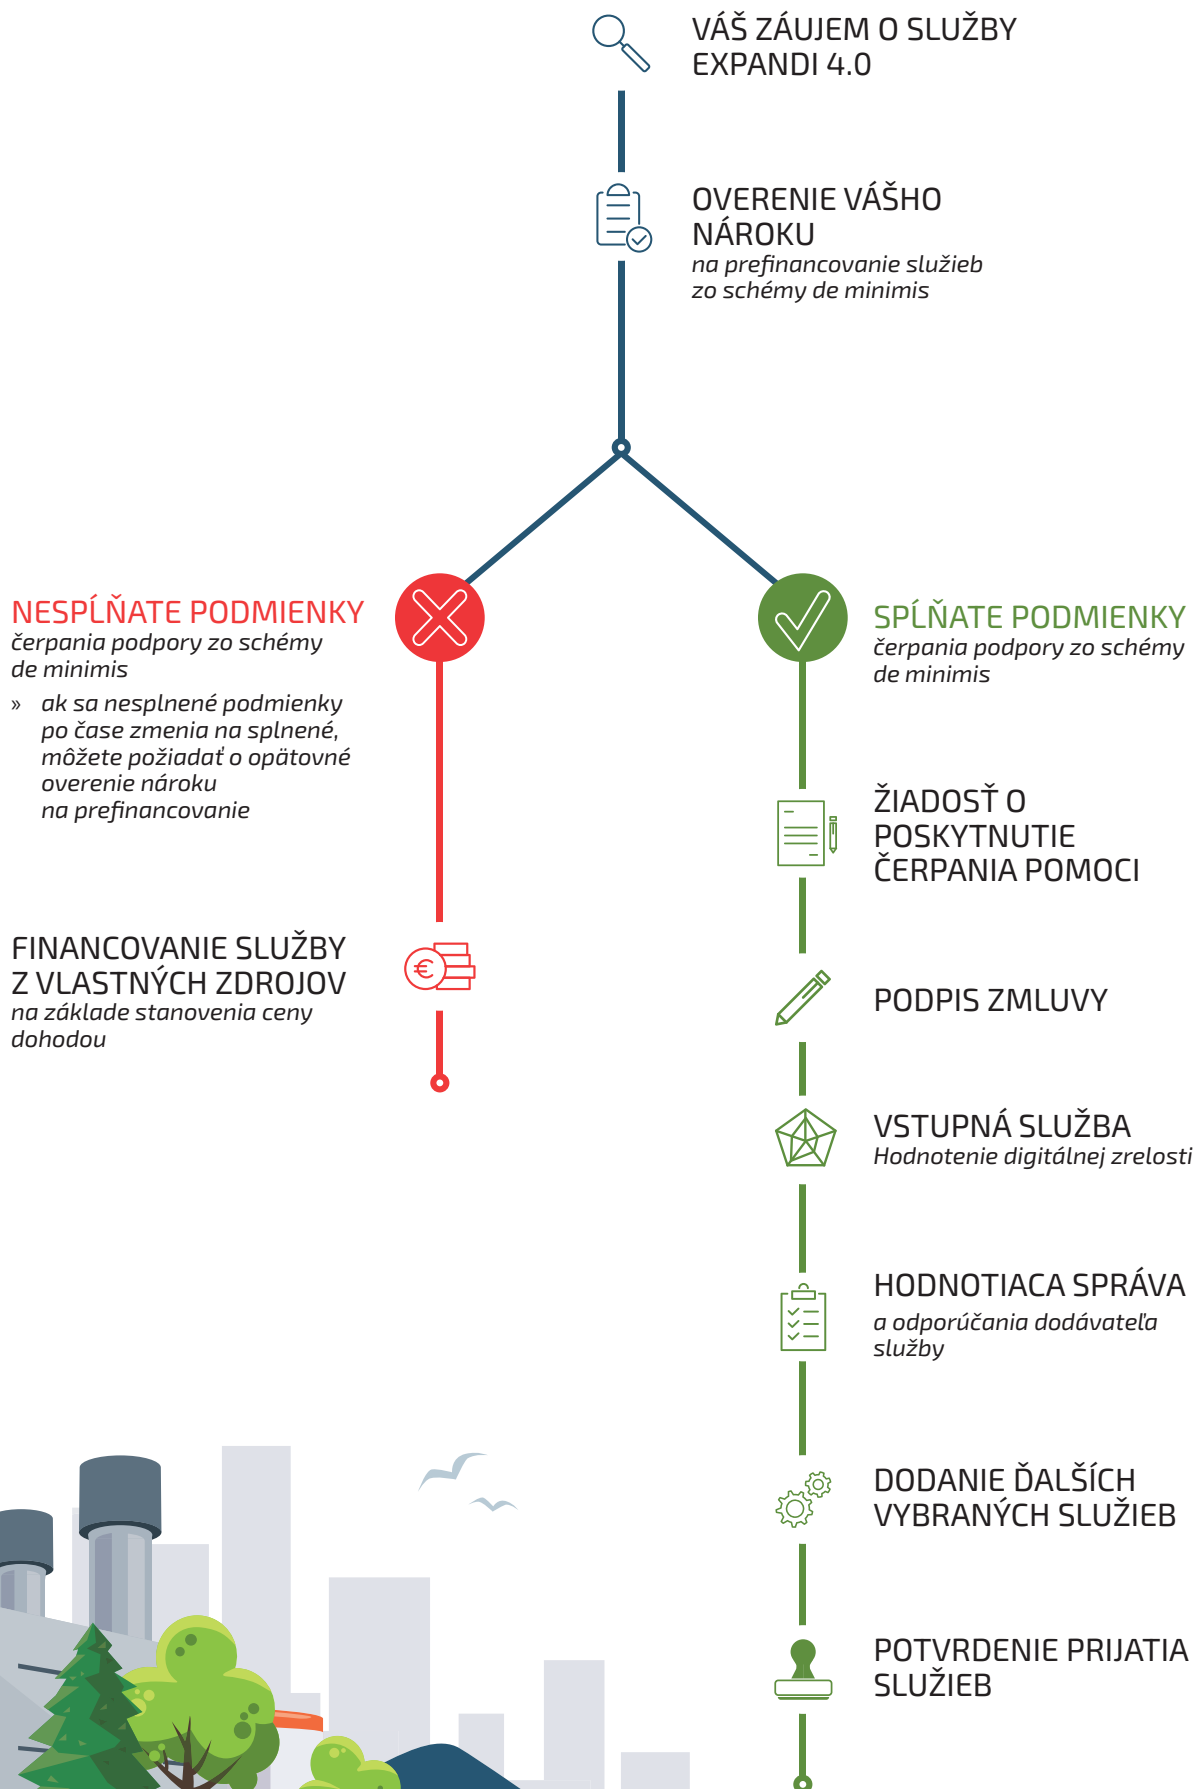 VÁŠ ZÁUJEM O SLUŽBY
EXPANDI 4.0
OVERENIE VÁŠHO
NÁROKU
na prefinancovanie služieb
zo schémy de minimis
NESPĹŇATE PODMIENKY
čerpania podpory zo schémy
de minimis
» ak sa nesplnené podmienky
po čase zmenia na splnené,
môžete požiadať o opätovné
overenie nároku
na prefinancovanie
FINANCOVANIE SLUŽBY
Z VLASTNÝCH ZDROJOV
na základe stanovenia ceny
dohodou
€
SPĹŇATE PODMIENKY
čerpania podpory zo schémy
de minimis
ŽIADOSŤ O
POSKYTNUTIE
ČERPANIA POMOCI
PODPIS ZMLUVY
VSTUPNÁ SLUŽBA
Hodnotenie digitálnej zrelosti
HODNOTIACA SPRÁVA
a odporúčania dodávateľa
služby
DODANIE ĎALŠÍCH
VYBRANÝCH SLUŽIEB
POTVRDENIE PRIJATIA
SLUŽIEB